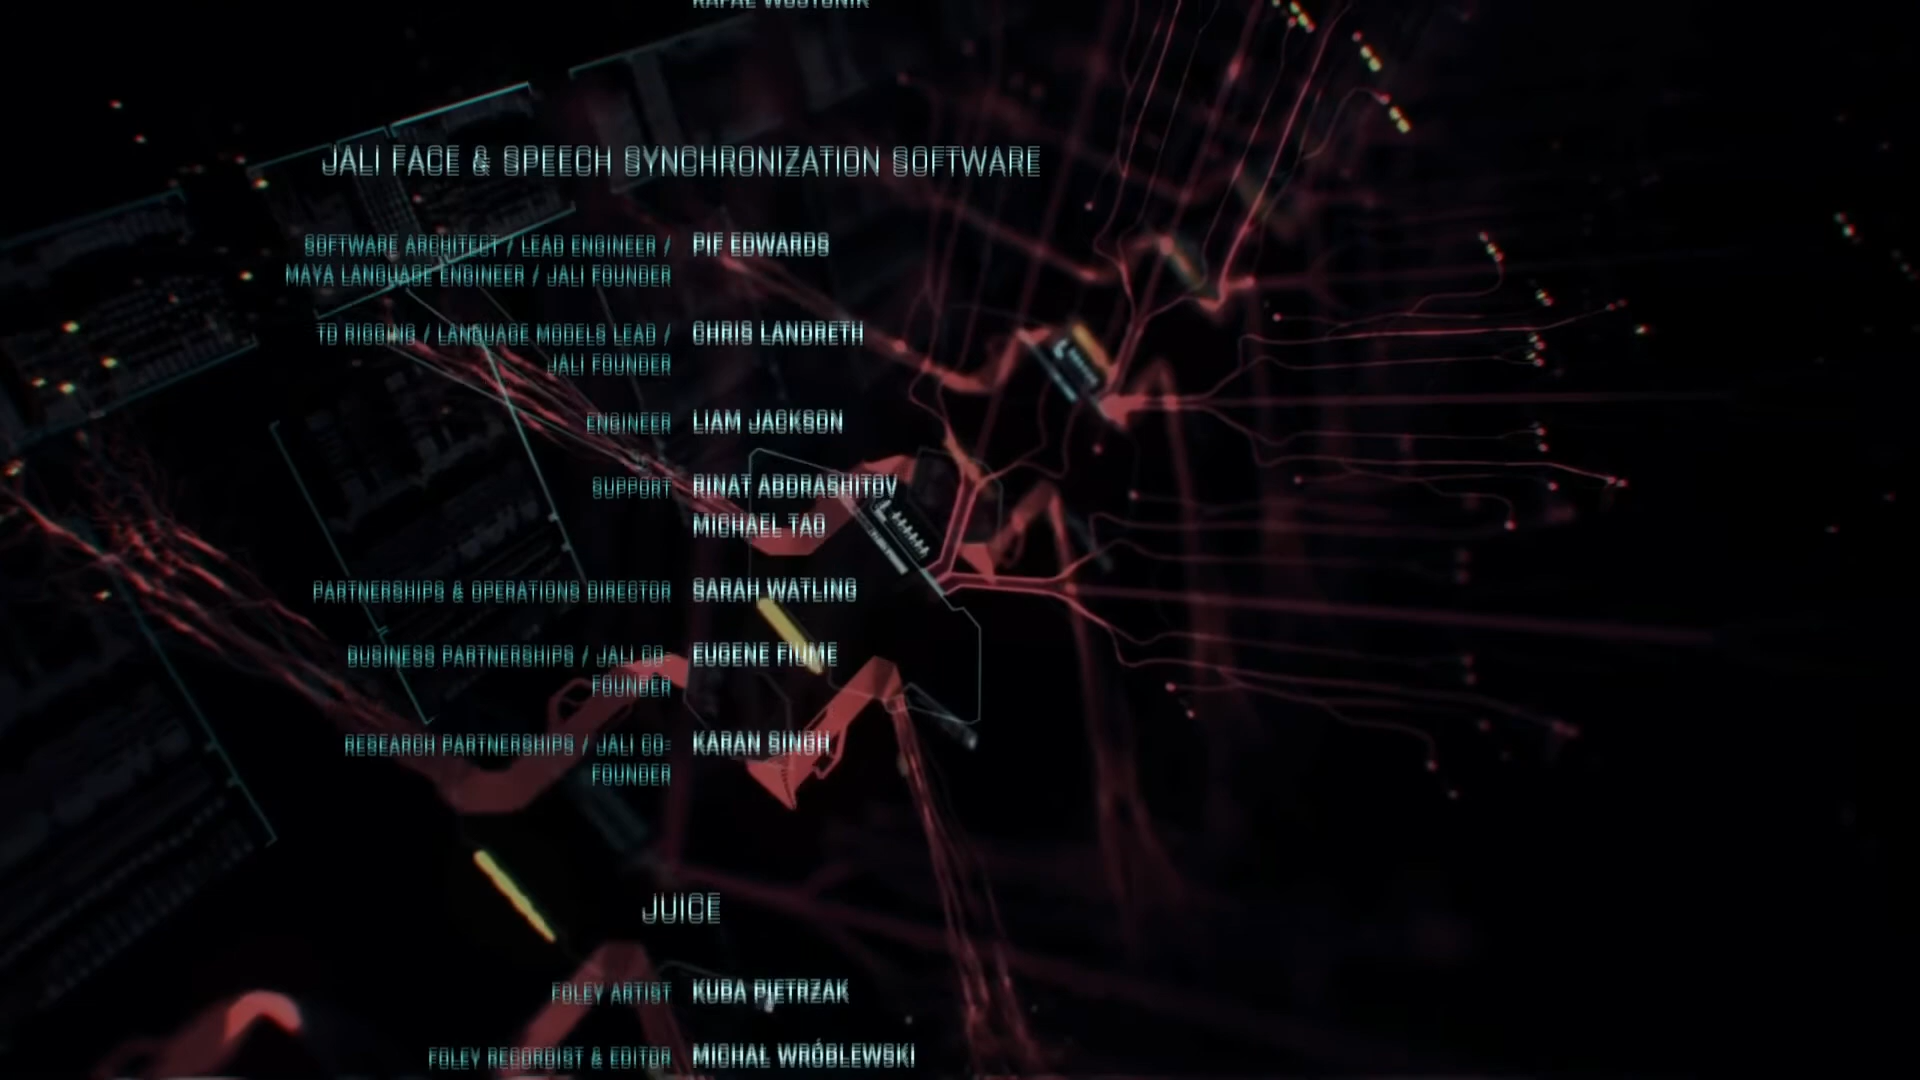 JALI FACE & SPEECH SYNCHRONIZATION SOFTWARE
SOFTWARE ARCHITECT / LEAD ENGINEER / PIF EDWARDS
MAYA LANGUAGE ENGINEER / JALI FOUNDER
TD RIGGING / LANGUAGE MODELS LEAD / CHRIS LANDRETH
JALI FOUNDER
ENGINEER LIAM JACKSON
SUPPORT RINAT ABDRASHITOV
MICHAEL TAO
PARTNERSHIPS & OPERATIONS DIRECTOR SARAH WATLING
BUSINESS PARTNERSHIPS / JALI CO- EUGENE FIUME
FOUNDER
RESEARCH PARTNERSHIPS / JALI CO- KARAN SINGH
FOUNDER
JUICE
FOLEY ARTIST KUBA PIETRZAK
FOLEY RECORDIST & EDITOR MICHAŁ WRÓBLEWSKI